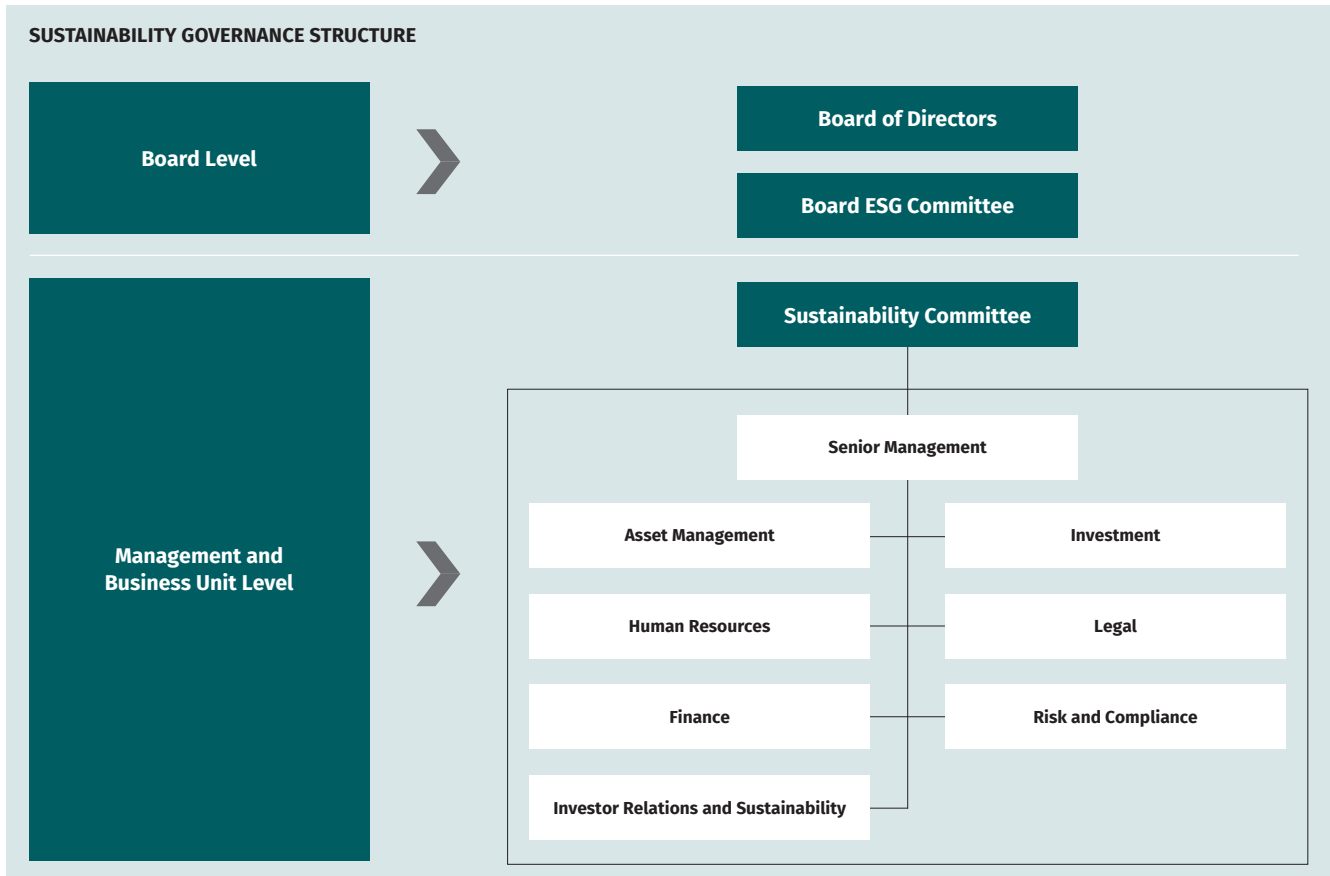 SUSTAINABILITY GOVERNANCE STRUCTURE
Board Level
Board of Directors
Board ESG Committee
Management and
Business Unit Level
Sustainability Committee
Senior Management
Asset Management
Investment
Human Resources
Legal
Finance
Risk and Compliance
Investor Relations and Sustainability